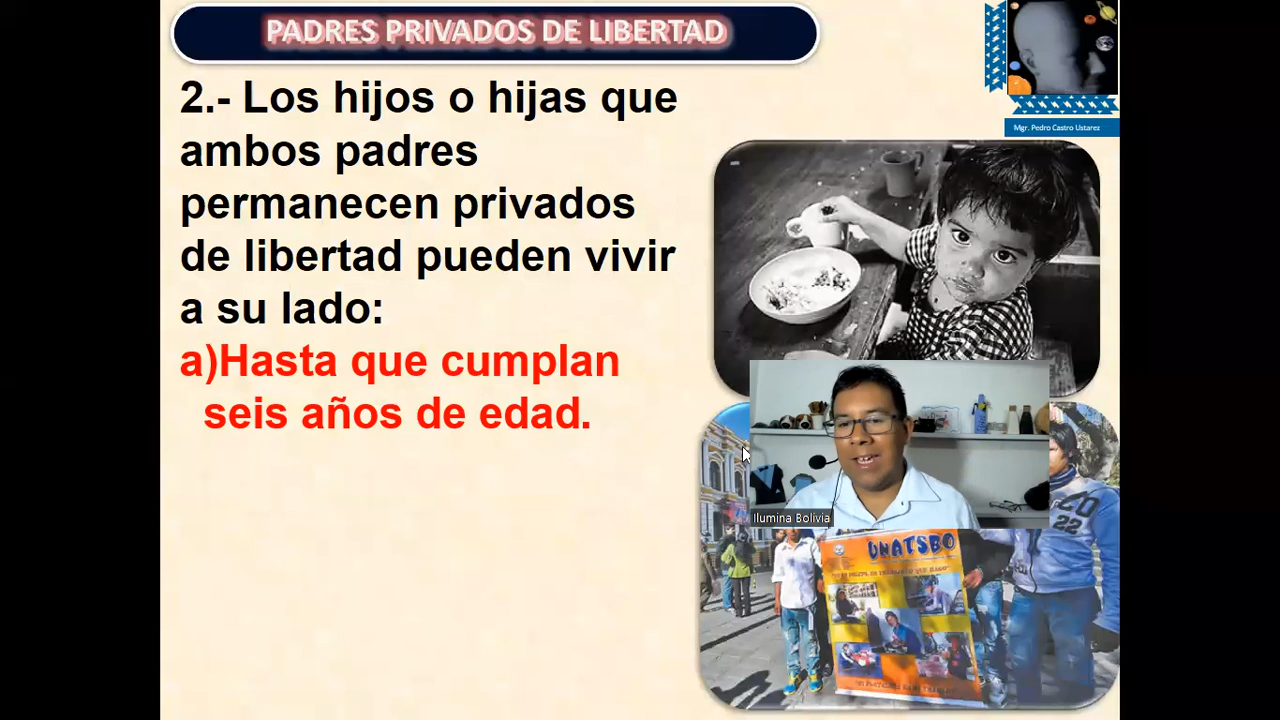 PADRES PRIVADOS DE LIBERTAD
Mgr. Pedro Castro Ustarez
2.- Los hijos o hijas que
ambos padres
permanecen privados
de libertad pueden vivir
a su lado:
a)Hasta que cumplan
seis años de edad.
Ilumina Bolivia
CO
22
UNATSBO